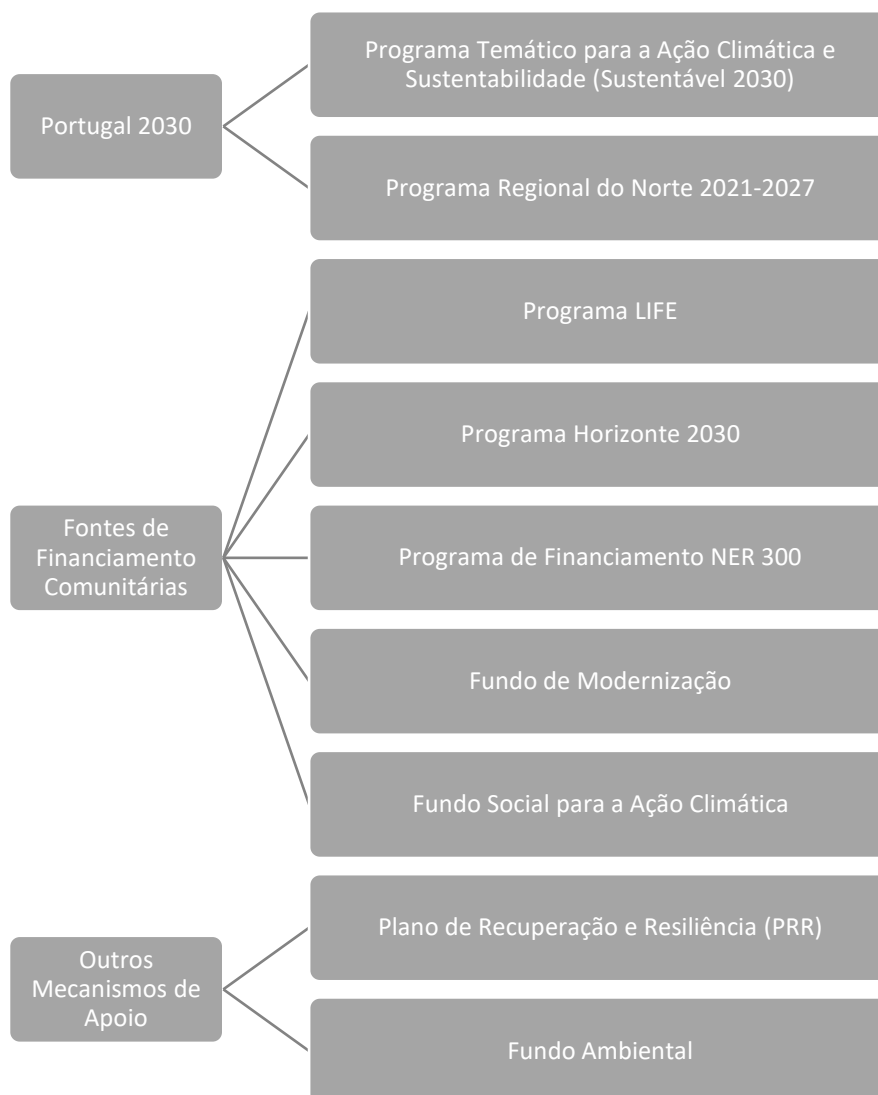 Portugal 2030
Programa Temático para a Ação Climática e
Sustentabilidade (Sustentável 2030)
Programa Regional do Norte 2021-2027
Fontes de
Financiamento
Comunitárias
Programa LIFE
Programa Horizonte 2030
Programa de Financiamento NER 300
Fundo de Modernização
Fundo Social para a Ação Climática
Outros
Mecanismos de
Apoio
Plano de Recuperação e Resiliência (PRR)
Fundo Ambiental